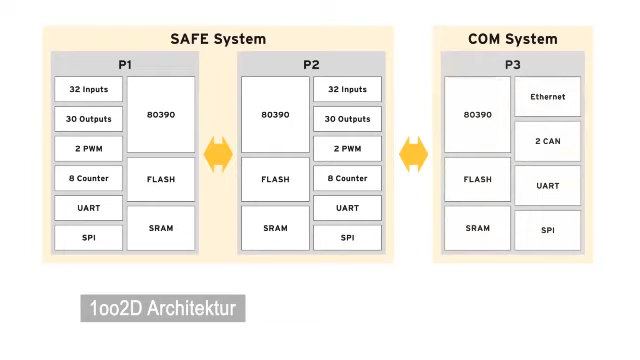 SAFE System
P1
32 Inputs
30 Outputs
2 PWM
8 Counter
UART
SPI
80390
FLASH
SRAM
P2
80390
FLASH
SRAM
32 Inputs
30 Outputs
2 PWM
8 Counter
UART
SPI
COM System
P3
80390
FLASH
SRAM
Ethernet
2 CAN
UART
SPI
1oo2D Architektur